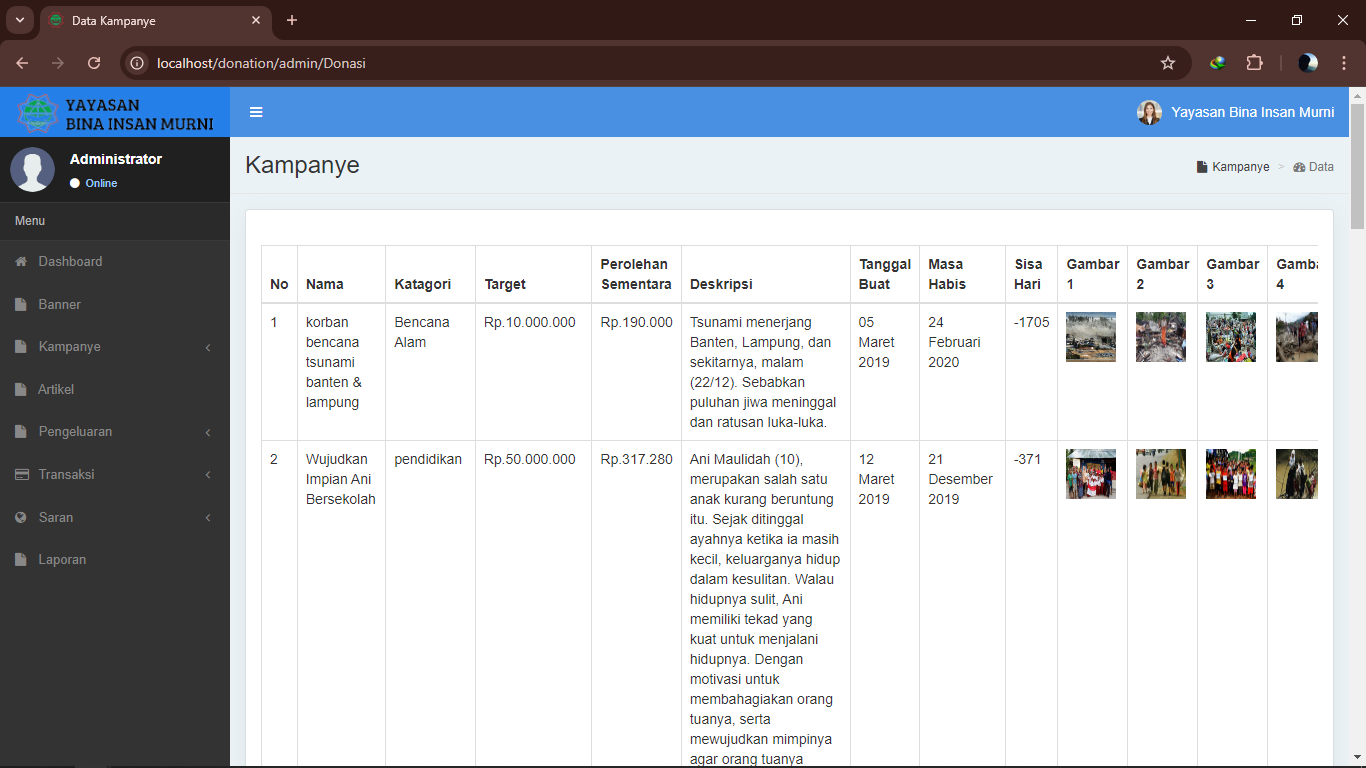 Data Kampanye
localhost/donation/admin/Donasi
YAYASAN
BINA INSAN MURNI
Yayasan Bina Insan Murni
Administrator
Online
Menu
Dashboard
Banner
Kampanye
Artikel
Pengeluaran
Transaksi
Saran
Laporan
Kampanye
Kampanye > Data
No Nama Katagori Target Perolehan Sementara Deskripsi Tanggal Buat Masa Habis Sisa Hari Gambar 1 Gambar 2 Gambar 3 Gamba 4
1
korban
bencana
tsunami
banten &
lampung
Bencana
Alam
Rp.10.000.000
Rp.190.000
Tsunami menerjang
Banten, Lampung, dan
sekitarnya, malam
(22/12). Sebabkan
puluhan jiwa meninggal
dan ratusan luka-luka.
05
Maret
2019
24
Februari
2020
-1705
2
Wujudkan
Impian Ani
Bersekolah
pendidikan
Rp.50.000.000
Rp.317.280
Ani Maulidah (10),
merupakan salah satu
anak kurang beruntung
itu. Sejak ditinggal
ayahnya ketika ia masih
kecil, keluarganya hidup
dalam kesulitan. Walau
hidupnya sulit, Ani
memiliki tekad yang
kuat untuk menjalani
hidupnya. Dengan
motivasi untuk
membahagiakan orang
tuanya, serta
mewujudkan mimpinya
agar orang tuanya
12
Maret
2019
21
Desember
2019
-371